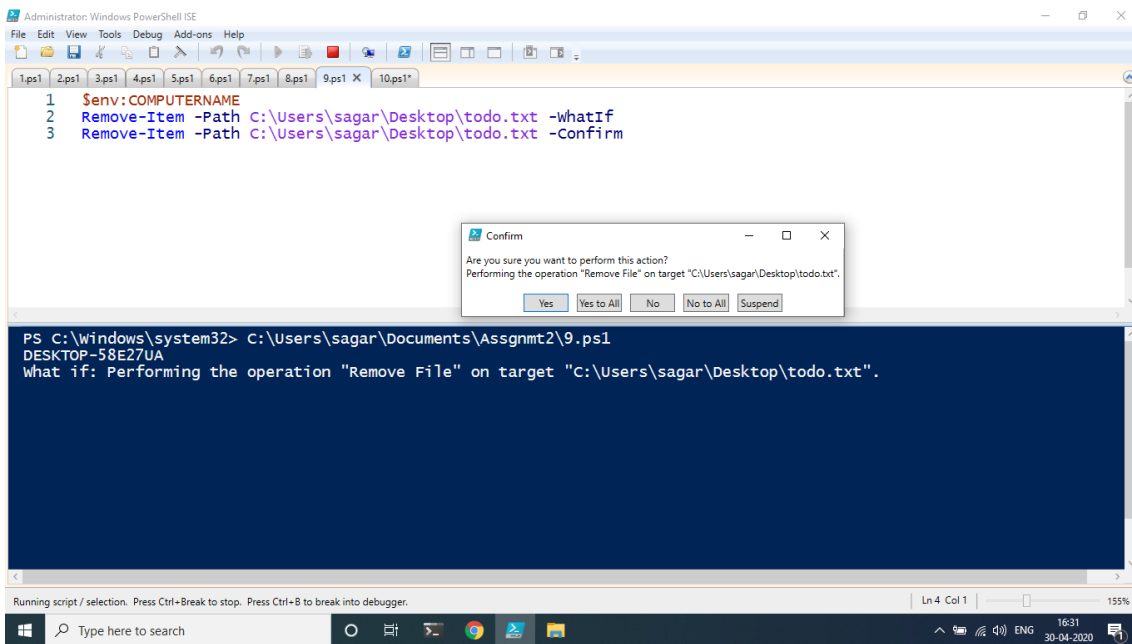 Administrator: Windows PowerShell ISE
File Edit View Tools Debug Add-ons Help
1.ps1 2.ps1 3.ps1 4.ps1 5.ps1 6.ps1 7.ps1 8.ps1 9.ps1 X 10.ps1*
1 $env:COMPUTERNAME
2 Remove-Item -Path C:\Users\sagar\Desktop\todo.txt -WhatIf
3 Remove-Item -Path C:\Users\sagar\Desktop\todo.txt -Confirm
Confirm
Are you sure you want to perform this action?
Performing the operation "Remove File" on target "C:\Users\sagar\Desktop\todo.txt".
Yes Yes to All No No to All Suspend
PS C:\Windows\system32> C:\Users\sagar\Documents\Assgnmt2\9.ps1
DESKTOP-58E27UA
What if: Performing the operation "Remove File" on target "C:\Users\sagar\Desktop\todo.txt".
Running script / selection. Press Ctrl+Break to stop. Press Ctrl+B to break into debugger.
Ln 4 Col 1
155%
Type here to search
ENG
16:31
30-04-2020
1